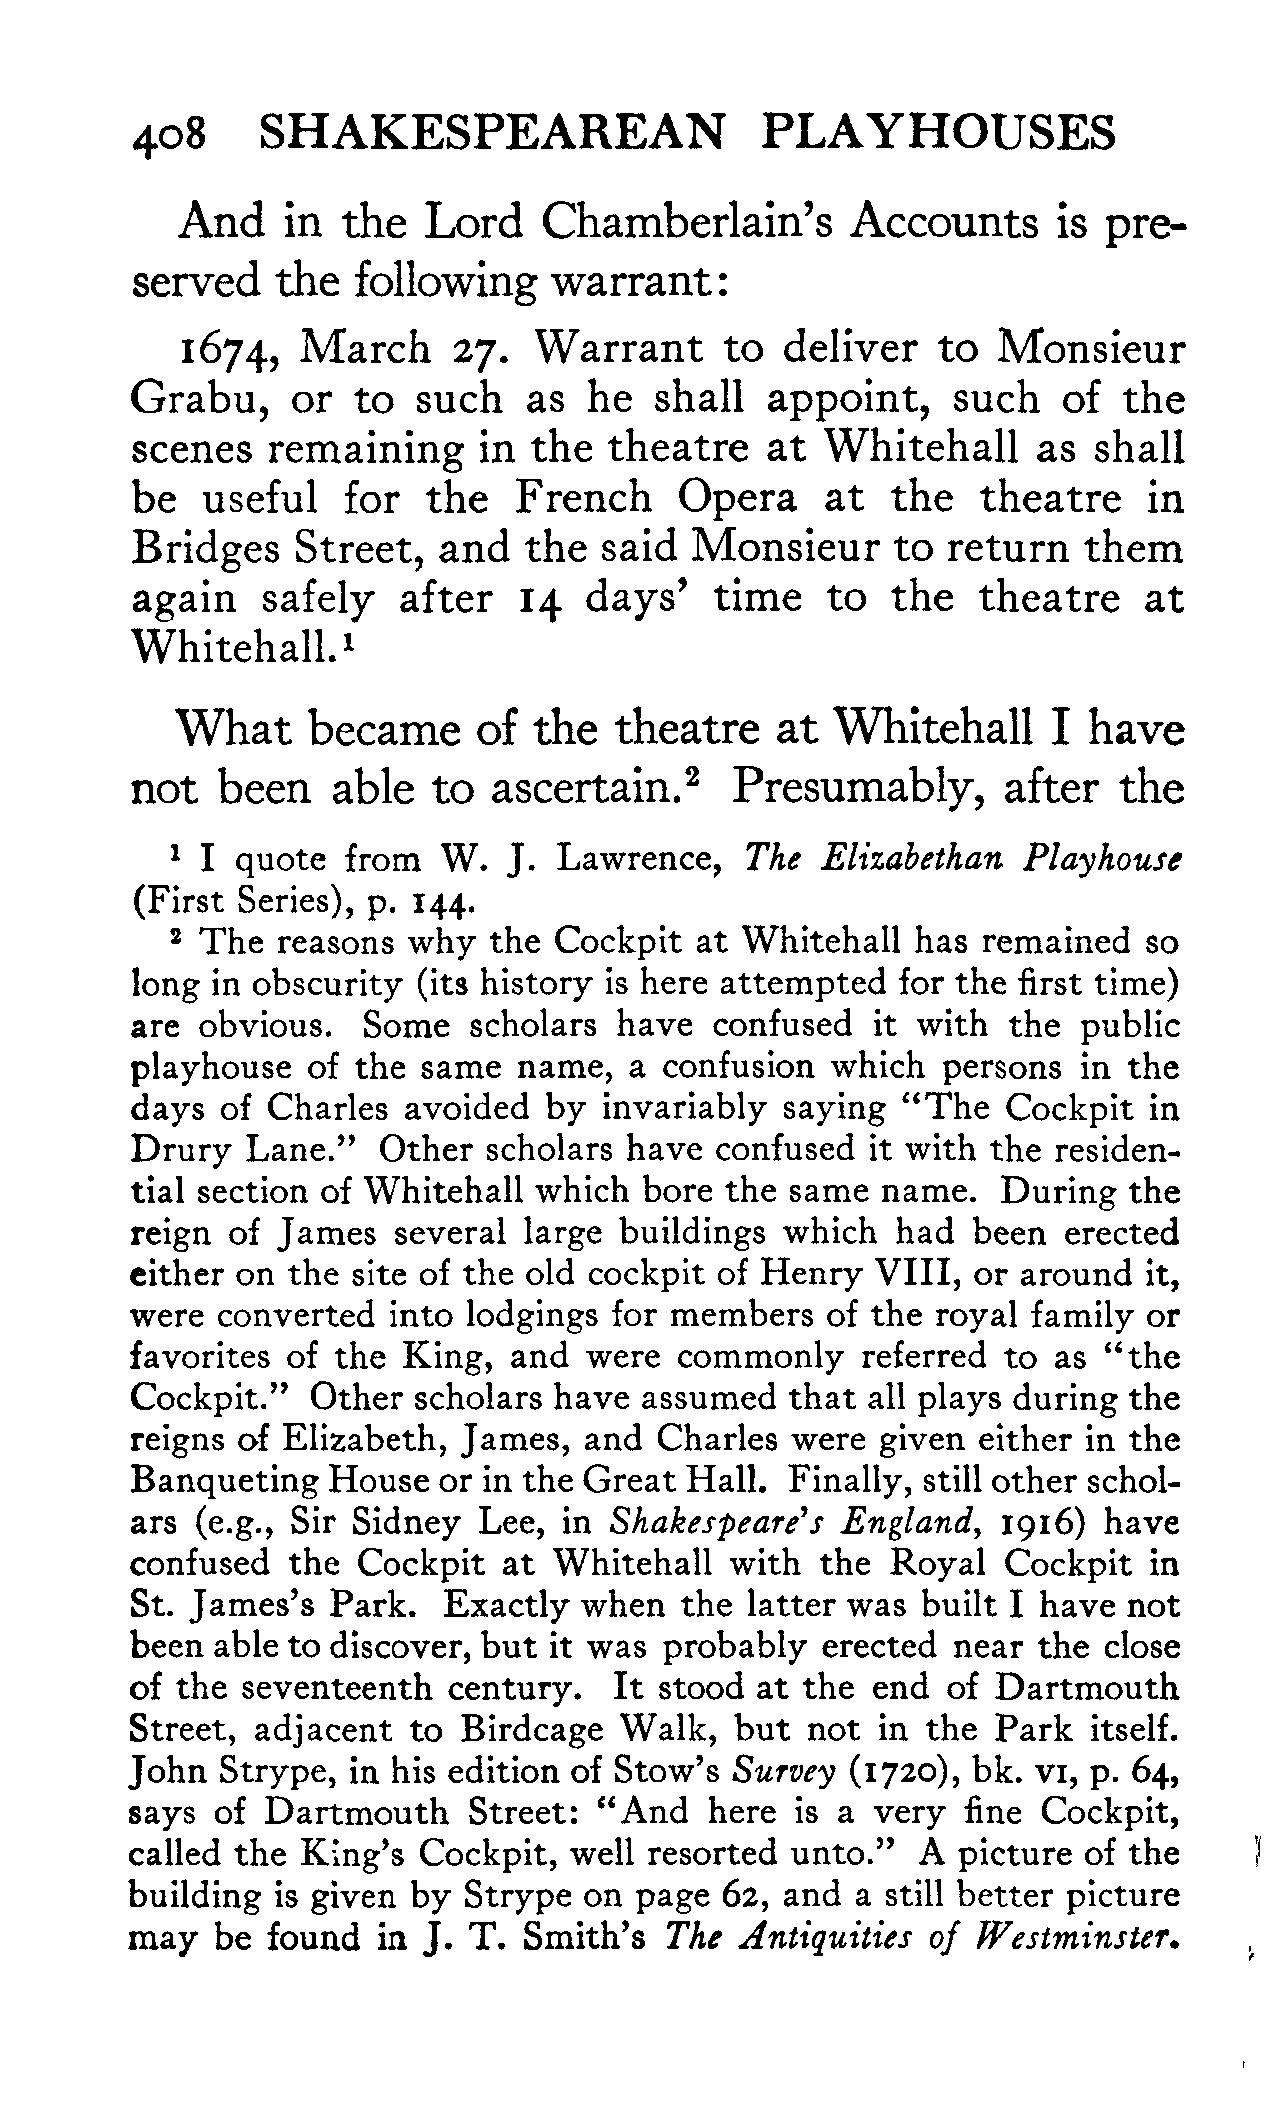 408 SHAKESPEAREAN PLAYHOUSES
And in the Lord Chamberlain's Accounts is pre-
served the following warrant:
1674, March 27. Warrant to deliver to Monsieur
Grabu, or to such as he shall appoint, such of the
scenes remaining in the theatre at Whitehall as shall
be useful for the French Opera at the theatre in
Bridges Street, and the said Monsieur to return them
again safely after 14 days' time to the theatre at
Whitehall.¹
What became of the theatre at Whitehall I have
not been able to ascertain.² Presumably, after the
¹ I quote from W. J. Lawrence, The Elizabethan Playhouse
(First Series), p. 144.
² The reasons why the Cockpit at Whitehall has remained so
long in obscurity (its history is here attempted for the first time)
are obvious. Some scholars have confused it with the public
playhouse of the same name, a confusion which persons in the
days of Charles avoided by invariably saying "The Cockpit in
Drury Lane." Other scholars have confused it with the residen-
tial section of Whitehall which bore the same name. During the
reign of James several large buildings which had been erected
either on the site of the old cockpit of Henry VIII, or around it,
were converted into lodgings for members of the royal family or
favorites of the King, and were commonly referred to as "the
Cockpit." Other scholars have assumed that all plays during the
reigns of Elizabeth, James, and Charles were given either in the
Banqueting House or in the Great Hall. Finally, still other schol-
ars (e.g., Sir Sidney Lee, in Shakespeare's England, 1916) have
confused the Cockpit at Whitehall with the Royal Cockpit in
St. James's Park. Exactly when the latter was built I have not
been able to discover, but it was probably erected near the close
of the seventeenth century. It stood at the end of Dartmouth
Street, adjacent to Birdcage Walk, but not in the Park itself.
John Strype, in his edition of Stow's Survey (1720), bk. VI, p. 64,
says of Dartmouth Street: "And here is a very fine Cockpit,
called the King's Cockpit, well resorted unto." A picture of the
building is given by Strype on page 62, and a still better picture
may be found in J. T. Smith's The Antiquities of Westminster.